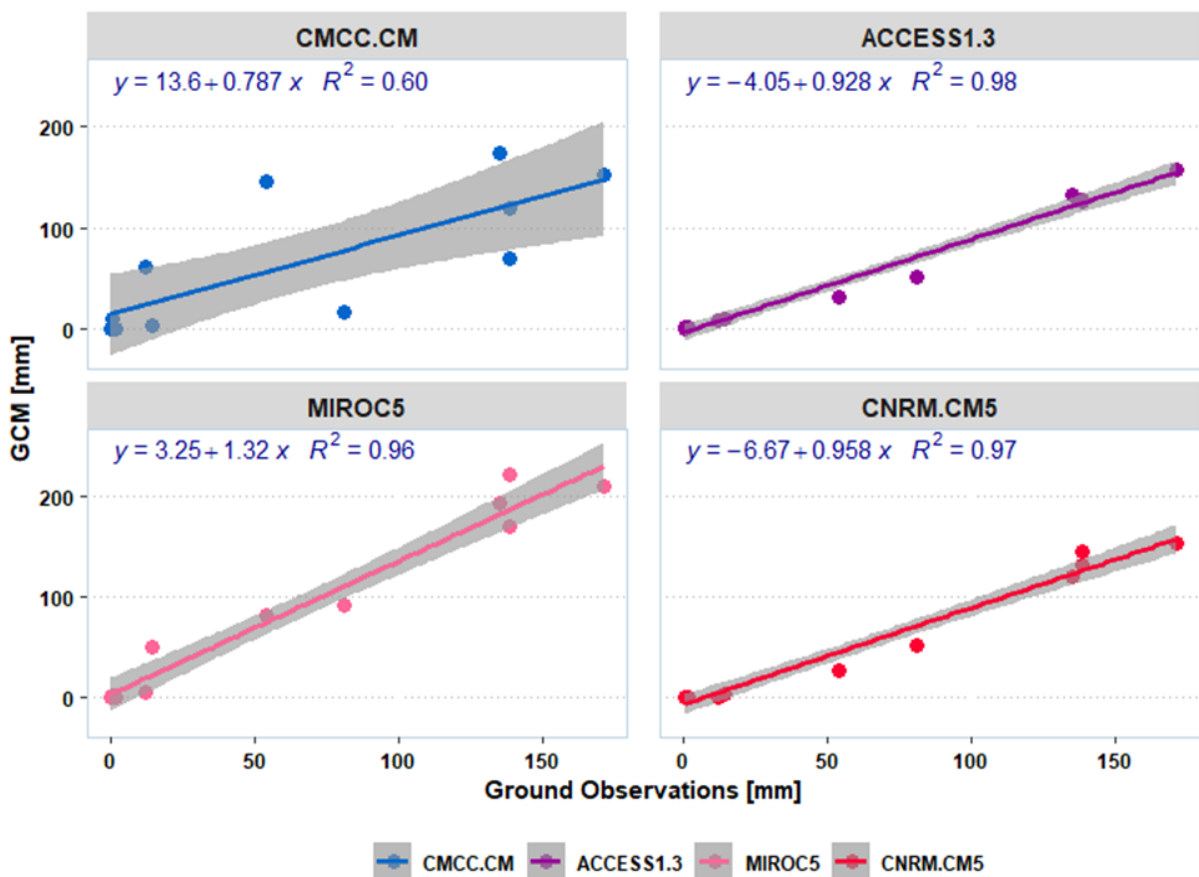 CMCC.CM
ACCESS1.3
y = 13.6+0.787 x R² = 0.60
y = −4.05+0.928 x R² = 0.98
200
100
0
MIROC5
CNRM.CM5
y = 3.25+1.32 x R² = 0.96
y = −6.67+0.958 x R² = 0.97
200
100
0
GCM [mm]
0 50 100 150
0 50 100 150
Ground Observations [mm]
CMCC.CM ACCESS1.3 MIROC5 CNRM.CM5